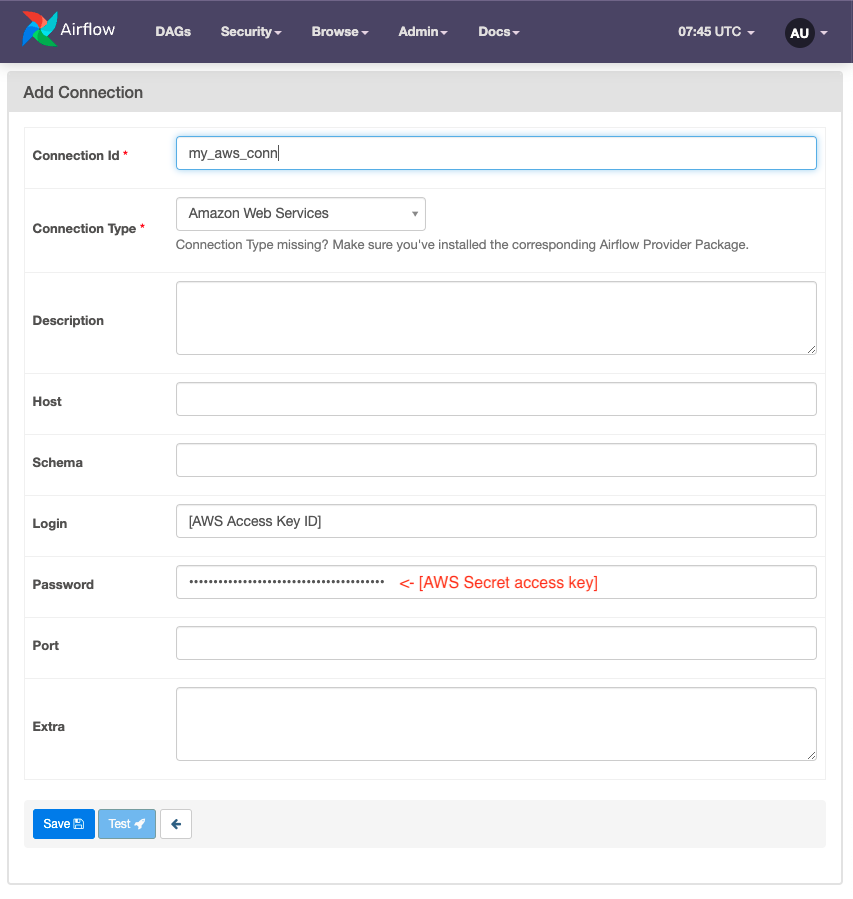 Airflow DAGs Security Browse Admin Docs 07:45 UTC AU
Add Connection
Connection Id * my_aws_conn
Connection Type * Amazon Web Services
Connection Type missing? Make sure you've installed the corresponding Airflow Provider Package.
Description
Host
Schema
Login [AWS Access Key ID]
Password •••••••••••••••••••••••••••••••••••••••• <- [AWS Secret access key]
Port
Extra
Save Test